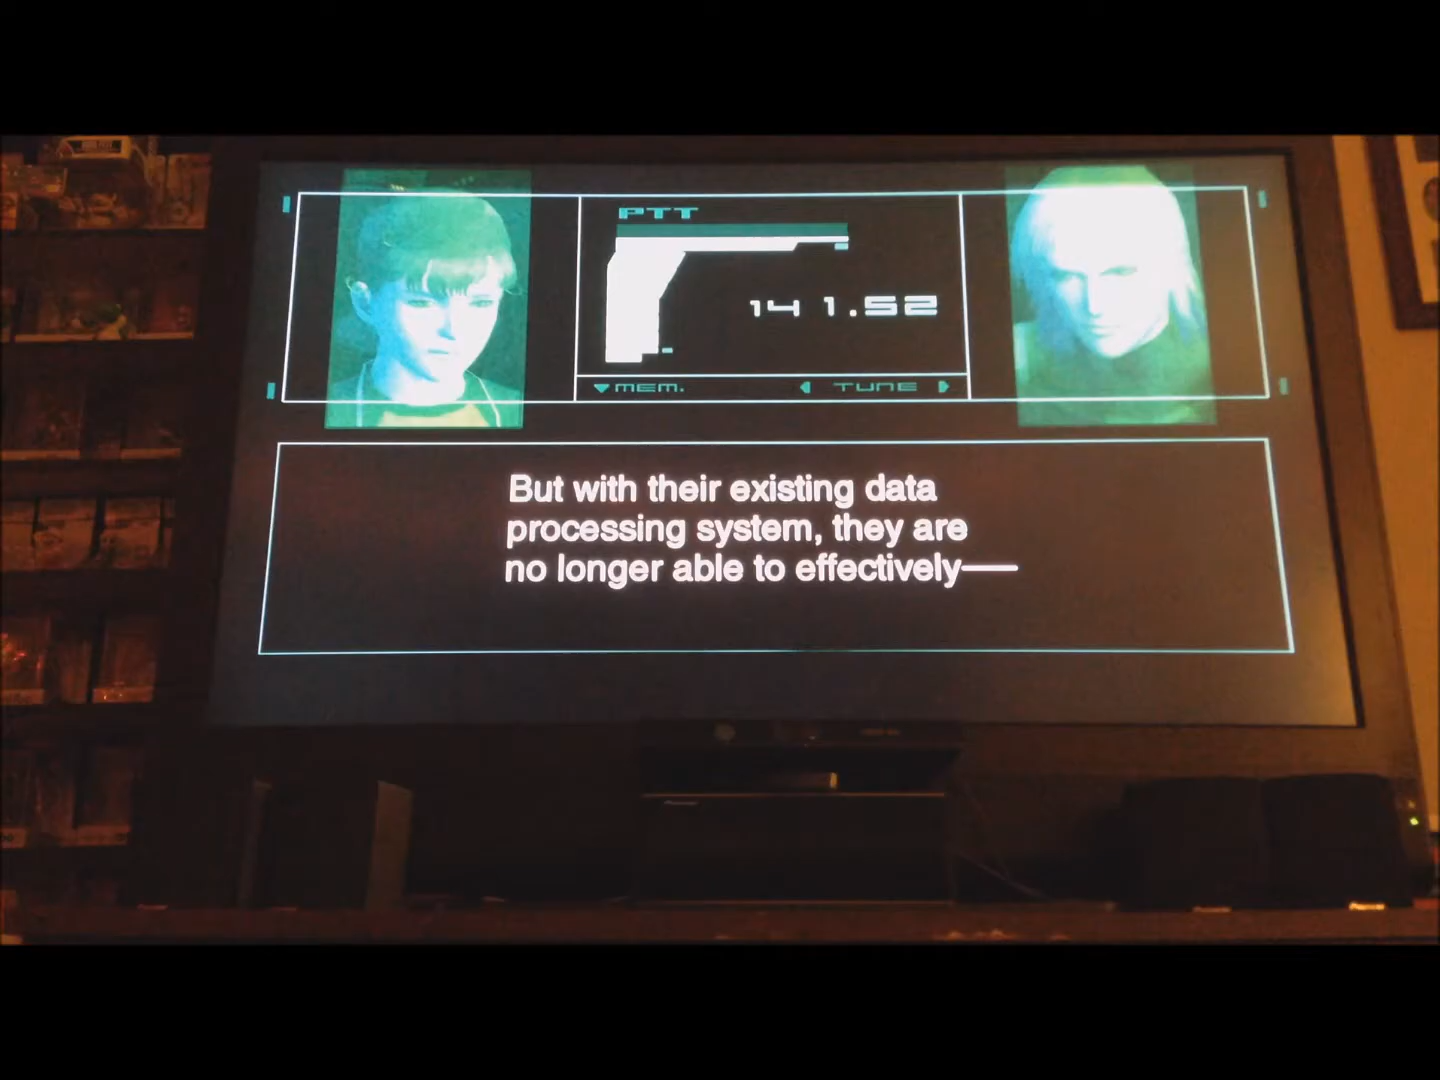 PTT
141.52
MEM.
TUNE
But with their existing data
processing system, they are
no longer able to effectively——